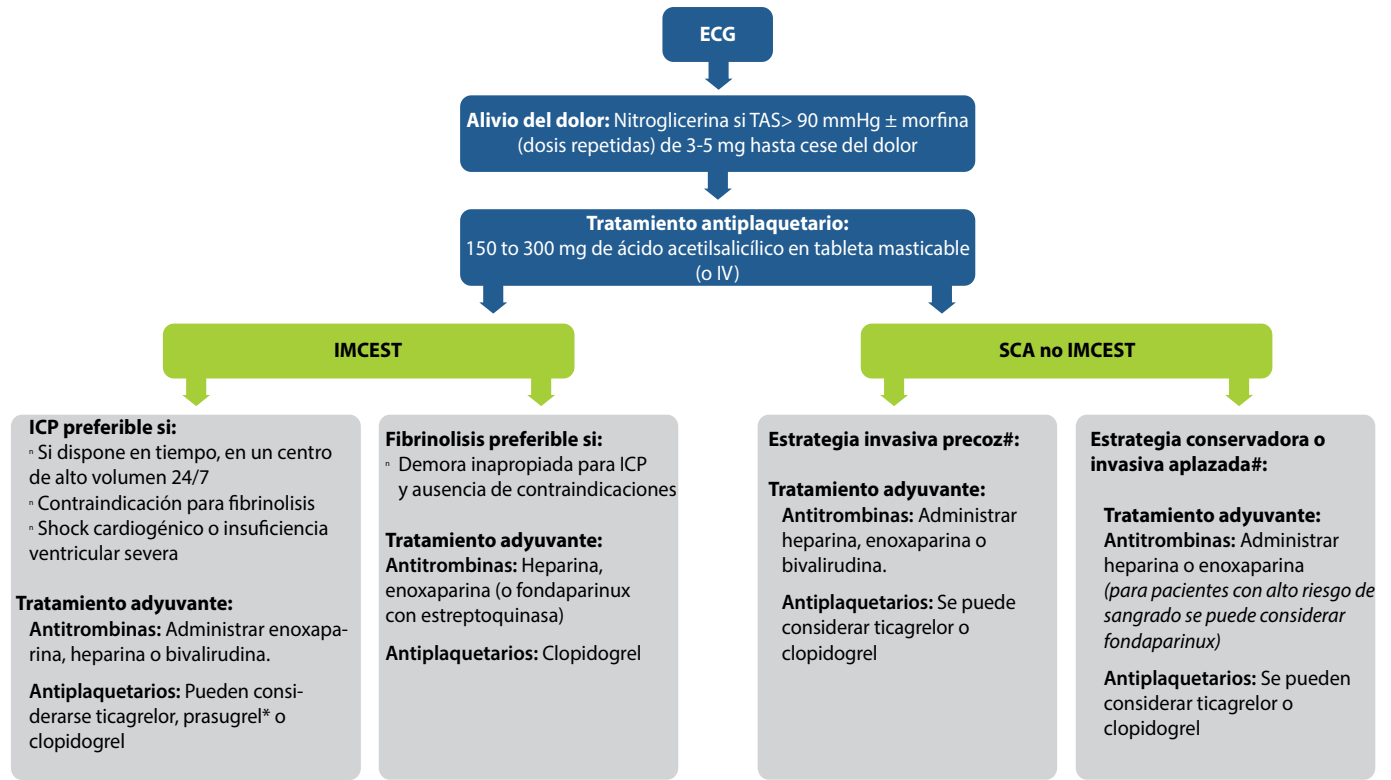 ECG
Alivio del dolor: Nitroglicerina si TAS> 90 mmHg ± morfina
(dosis repetidas) de 3-5 mg hasta cese del dolor
Tratamiento antiplaquetario:
150 to 300 mg de ácido acetilsalicílico en tableta masticable
(o IV)
IMCEST
SCA no IMCEST
ICP preferible si:
ⁿ Si dispone en tiempo, en un centro
de alto volumen 24/7
ⁿ Contraindicación para fibrinolisis
ⁿ Shock cardiogénico o insuficiencia
ventricular severa
Tratamiento adyuvante:
Antitrombinas: Administrar enoxapa-
rina, heparina o bivalirudina.
Antiplaquetarios: Pueden consi-
derarse ticagrelor, prasugrel* o
clopidogrel
Fibrinolisis preferible si:
ⁿ Demora inapropiada para ICP
y ausencia de contraindicaciones
Tratamiento adyuvante:
Antitrombinas: Heparina,
enoxaparina (o fondaparinux
con estreptoquinasa)
Antiplaquetarios: Clopidogrel
Estrategia invasiva precoz#:
Tratamiento adyuvante:
Antitrombinas: Administrar
heparina, enoxaparina o
bivalirudina.
Antiplaquetarios: Se puede
considerar ticagrelor o
clopidogrel
Estrategia conservadora o
invasiva aplazada#:
Tratamiento adyuvante:
Antitrombinas: Administrar
heparina o enoxaparina
(para pacientes con alto riesgo de
sangrado se puede considerar
fondaparinux)
Antiplaquetarios: Se pueden
considerar ticagrelor o
clopidogrel